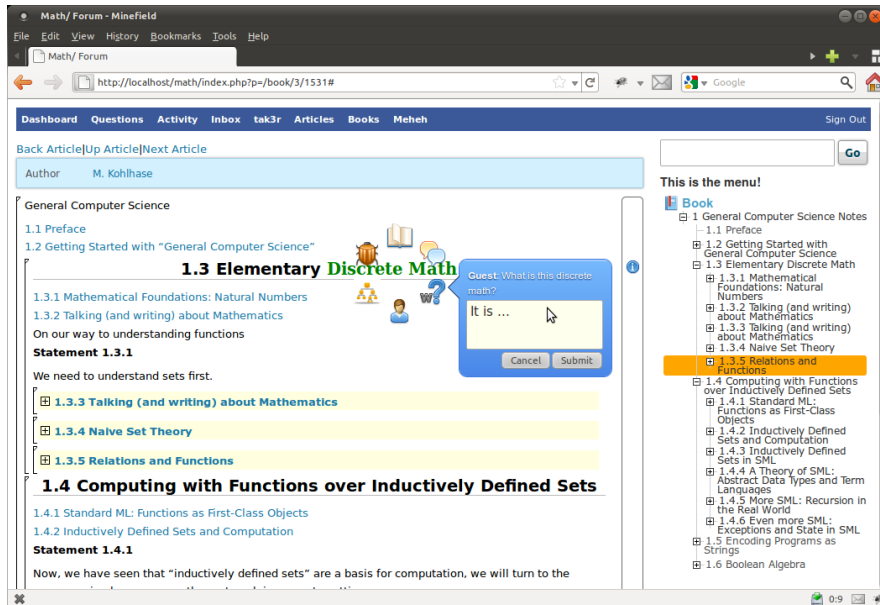 Math/ Forum - Minefield
File Edit View History Bookmarks Tools Help
Math/ Forum
http://localhost/math/index.php?p=/book/3/1531#
Google
Dashboard Questions Activity Inbox tak3r Articles Books Meheh Sign Out
Back Article|Up Article|Next Article
Author M. Kohlhase
General Computer Science
1.1 Preface
1.2 Getting Started with “General Computer Science”
1.3 Elementary Discrete Math
1.3.1 Mathematical Foundations: Natural Numbers
1.3.2 Talking (and writing) about Mathematics
On our way to understanding functions
Statement 1.3.1
We need to understand sets first.
1.3.3 Talking (and writing) about Mathematics
1.3.4 Naive Set Theory
1.3.5 Relations and Functions
1.4 Computing with Functions over Inductively Defined Sets
1.4.1 Standard ML: Functions as First-Class Objects
1.4.2 Inductively Defined Sets and Computation
Statement 1.4.1
Now, we have seen that “inductively defined sets” are a basis for computation, we will turn to the
W?
Guest: What is this discrete
math?
It is ...
Cancel Submit
Go
This is the menu!
Book
1 General Computer Science Notes
1.1 Preface
1.2 Getting Started with
General Computer Science
1.3 Elementary Discrete Math
1.3.1 Mathematical
Foundations: Natural
Numbers
1.3.2 Talking (and writing)
about Mathematics
1.3.3 Talking (and writing)
about Mathematics
1.3.4 Naive Set Theory
1.3.5 Relations and
Functions
1.4 Computing with Functions
over Inductively Defined Sets
1.4.1 Standard ML:
Functions as First-Class
Objects
1.4.2 Inductively Defined
Sets and Computation
1.4.3 Inductively Defined
Sets in SML
1.4.4 A Theory of SML:
Abstract Data Types and Term
Languages
1.4.5 More SML: Recursion in
the Real World
1.4.6 Even more SML:
Exceptions and State in SML
1.5 Encoding Programs as
Strings
1.6 Boolean Algebra
0:9